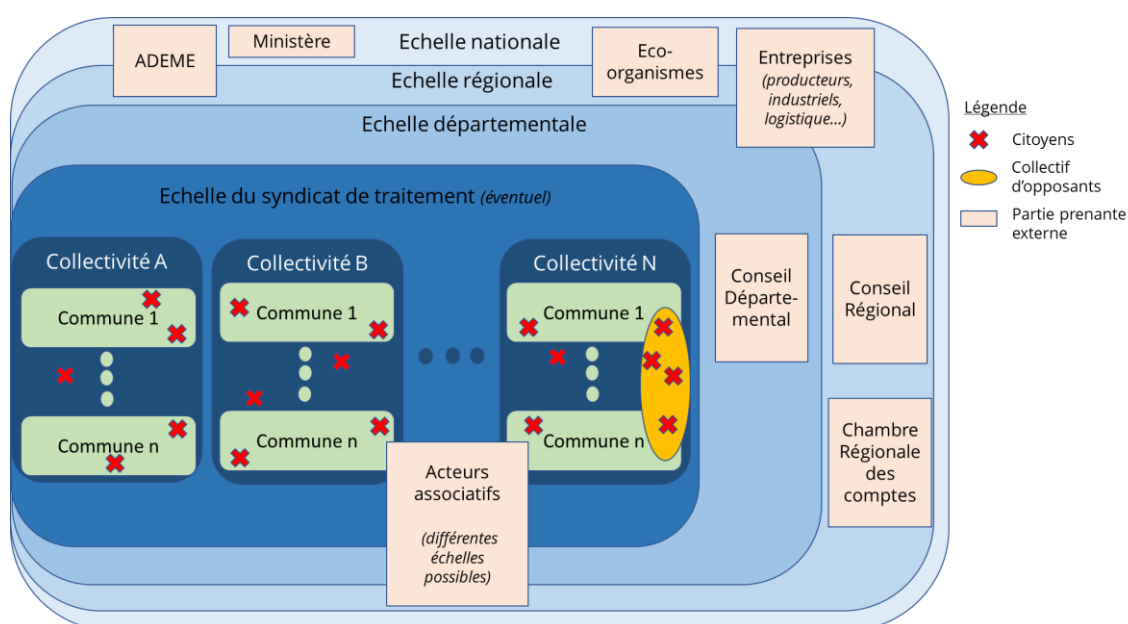 Ministère
Echelle nationale
ADEME
Eco-
organismes
Entreprises
(producteurs,
industriels,
logistique...)
Echelle régionale
Echelle départementale
Légende
Citoyens
Collectif
d'opposants
Partie prenante
externe
Echelle du syndicat de traitement (éventuel)
Collectivité A
Commune 1
Commune n
Collectivité B
Commune 1
Commune n
Collectivité N
Commune 1
Commune n
Conseil
Départe-
mental
Conseil
Régional
Chambre
Régionale
des
comptes
Acteurs
associatifs
(différentes
échelles
possibles)